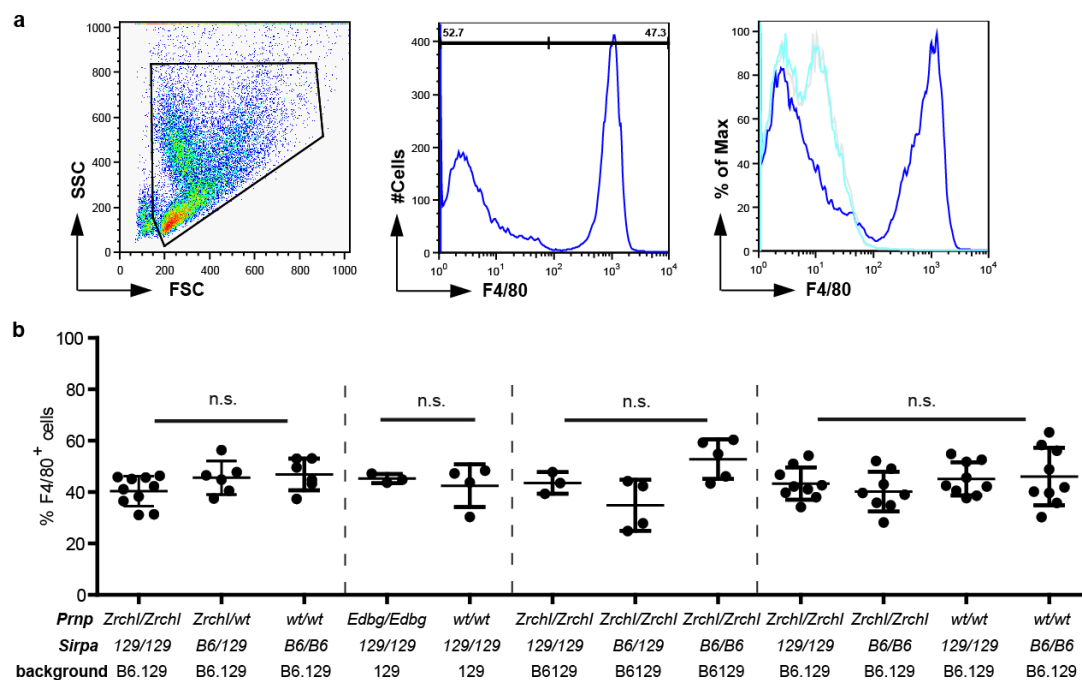 a
1000
800
600
400
200
0
SSC
0 200 400 600 800 1000
FSC
52.7 47.3
400
300
200
100
0
#Cells
10⁰ 10¹ 10² 10³ 10⁴
F4/80
100
80
60
40
20
0
% of Max
10⁰ 10¹ 10² 10³ 10⁴
F4/80
b
100
80
60
40
20
0
% F4/80⁺ cells
n.s. n.s. n.s. n.s.
Prnp Zrchl/Zrchl Zrchl/wt wt/wt Edbg/Edbg wt/wt Zrchl/Zrchl Zrchl/Zrchl Zrchl/Zrchl Zrchl/Zrchl Zrchl/Zrchl wt/wt wt/wt
Sirpa 129/129 B6/129 B6/B6 129/129 129/129 129/129 B6/129 B6/B6 129/129 B6/B6 129/129 B6/B6
background B6.129 B6.129 B6.129 129 129 B6129 B6129 B6129 B6.129 B6.129 B6.129 B6.129